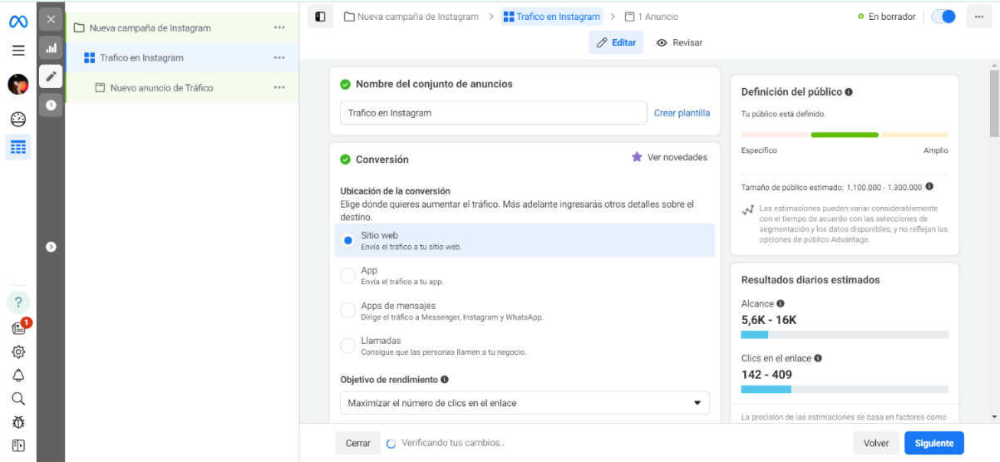 Nueva campaña de Instagram
Trafico en Instagram
Nuevo anuncio de Tráfico
1
Nueva campaña de Instagram > Trafico en Instagram > 1 Anuncio
En borrador
Editar
Revisar
Nombre del conjunto de anuncios
Trafico en Instagram
Crear plantilla
Conversión
Ver novedades
Ubicación de la conversión
Elige dónde quieres aumentar el tráfico. Más adelante ingresarás otros detalles sobre el
destino.
Sitio web
Envía el tráfico a tu sitio web.
App
Envía el tráfico a tu app.
Apps de mensajes
Dirige el tráfico a Messenger, Instagram y WhatsApp.
Llamadas
Consigue que las personas llamen a tu negocio.
Objetivo de rendimiento
Maximizar el número de clics en el enlace
Definición del público
Tu público está definido.
Específico
Amplio
Tamaño de público estimado: 1.100.000 - 1.300.000
Las estimaciones pueden variar considerablemente
con el tiempo de acuerdo con las selecciones de
segmentación y los datos disponibles, y no reflejan las
opciones de público Advantage.
Resultados diarios estimados
Alcance
5,6K - 16K
Clics en el enlace
142 - 409
La precisión de las estimaciones se basa en factores como
Cerrar
Verificando tus cambios..
Volver
Siguiente